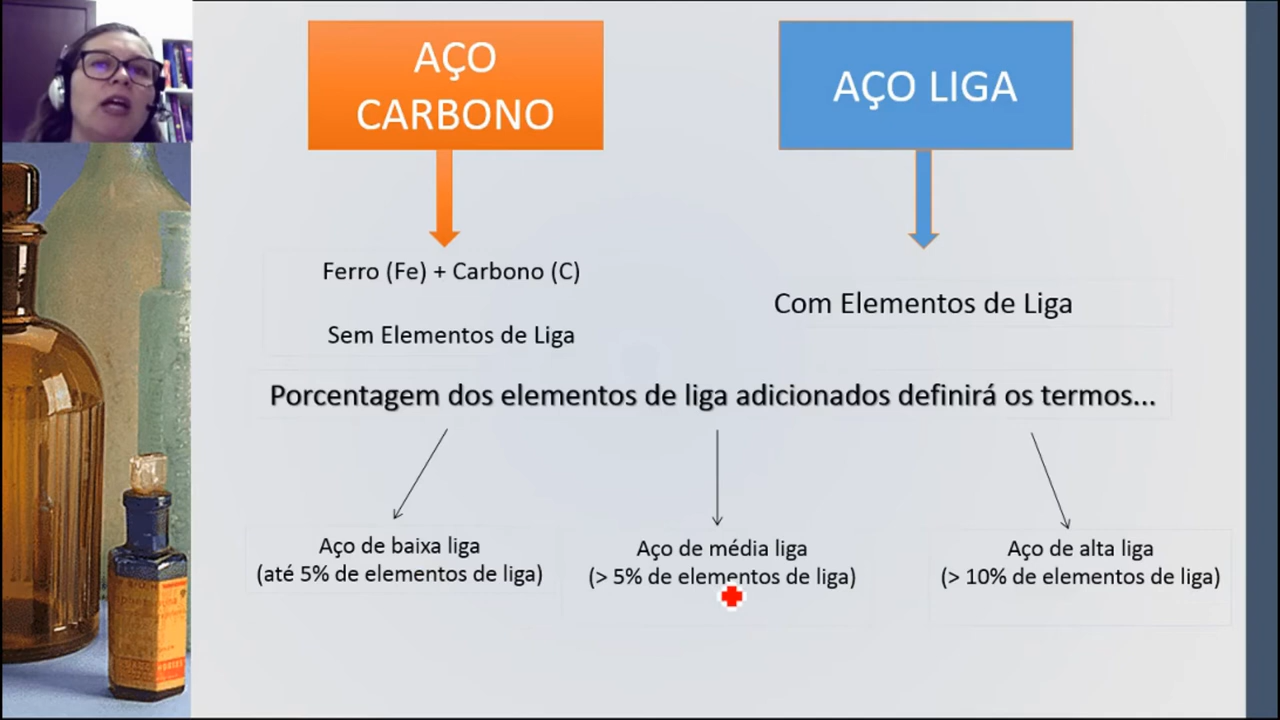 AÇO
CARBONO
AÇO LIGA
Ferro (Fe) + Carbono (C)
Sem Elementos de Liga
Com Elementos de Liga
Porcentagem dos elementos de liga adicionados definirá os termos...
Aço de baixa liga
(até 5% de elementos de liga)
Aço de média liga
(> 5% de elementos de liga)
Aço de alta liga
(> 10% de elementos de liga)